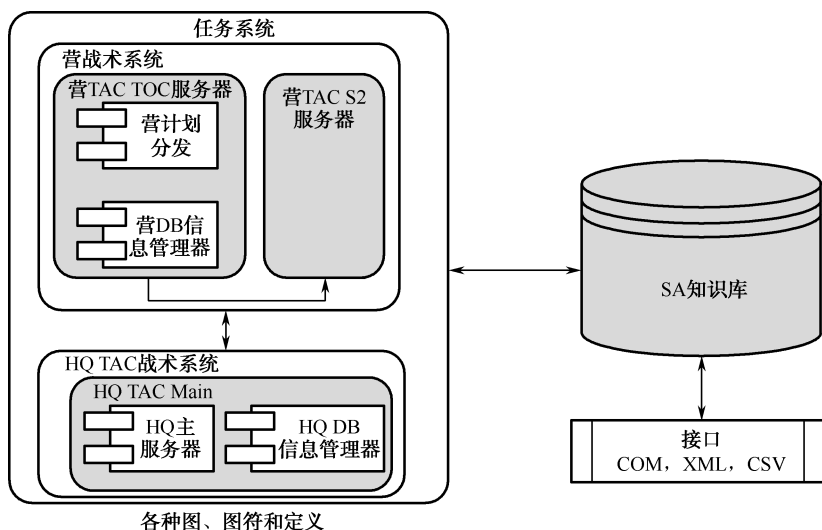 任务系统
营战术系统
营TAC TOC服务器
营计划
分发
营DB信
息管理器
营TAC S2
服务器
HQ TAC战术系统
HQ TAC Main
HQ主
服务器
HQ DB
信息管理器
各种图、图符和定义
SA知识库
接口
COM，XML，CSV